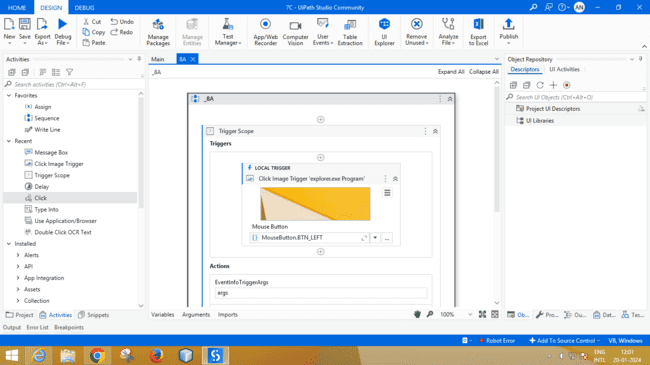 HOME
DESIGN
DEBUG
7C - UiPath Studio Community
AN
New
Save
Export As
Debug File
Cut
Copy
Paste
Undo
Redo
Manage Packages
Manage Entities
Test Manager
App/Web Recorder
Computer Vision
User Events
Table Extraction
UI Explorer
Remove Unused
Analyze File
Export to Excel
Publish
Activities
Search activities (Ctrl+Alt+F)
Favorites
Assign
Sequence
Write Line
Recent
Message Box
Click Image Trigger
Trigger Scope
Delay
Click
Type Into
Use Application/Browser
Double Click OCR Text
Installed
Alerts
API
App Integration
Assets
Collection
Project
Activities
Snippets
Main
8A
_8A
Expand All
Collapse All
_8A
Trigger Scope
Triggers
LOCAL TRIGGER
Click Image Trigger 'explorer.exe Program'
Mouse Button
MouseButton.BTN_LEFT
Actions
EventInfoTriggerArgs
args
Variables
Arguments
Imports
100%
Object Repository
Descriptors
UI Activities
Search UI Objects (Ctrl+Alt+O)
Project UI Descriptors
UI Libraries
Ob...
Pro...
Ou...
Dat...
Tes...
Output
Error List
Breakpoints
Robot Error
Add To Source Control
VB, Windows
ENG
INTL
12:01
20-01-2024